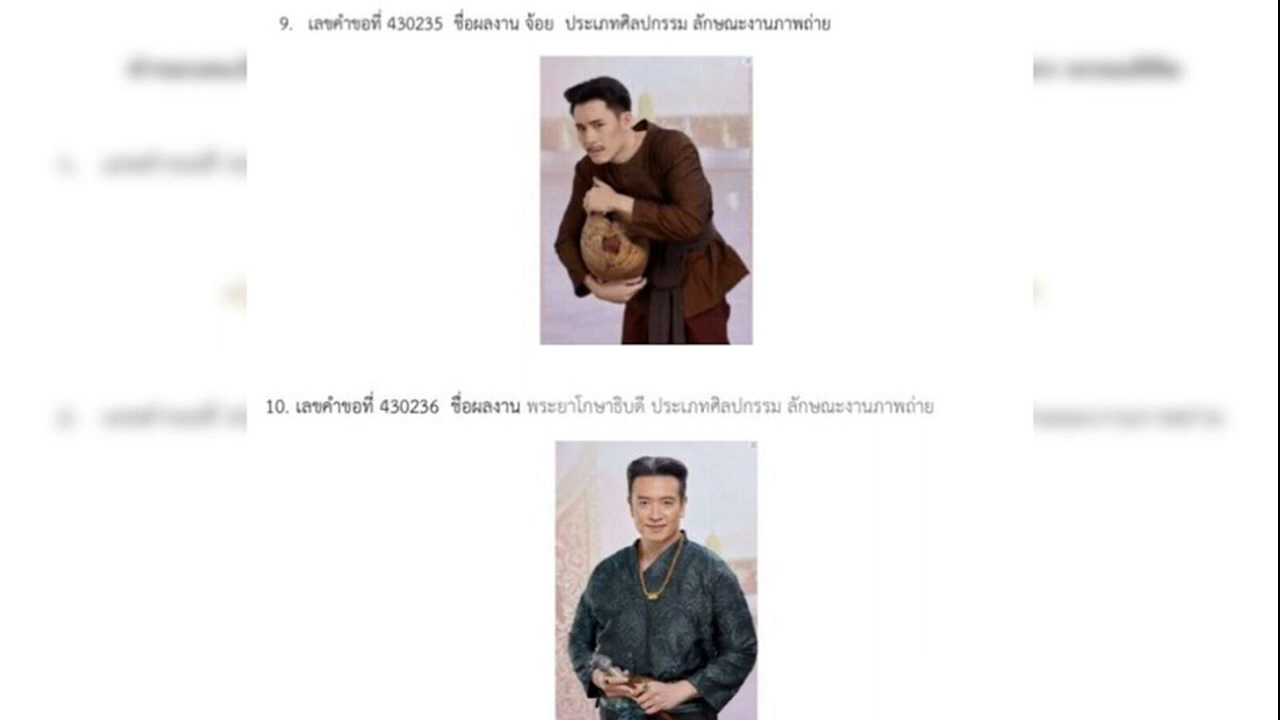 9. เลขคำขอที่ 430235 ชื่อผลงาน จ้อย ประเภทศิลปกรรม ลักษณะงานภาพถ่าย
10. เลขคำขอที่ 430236 ชื่อผลงาน พระยาโกษาธิบดี ประเภทศิลปกรรม ลักษณะงานภาพถ่าย